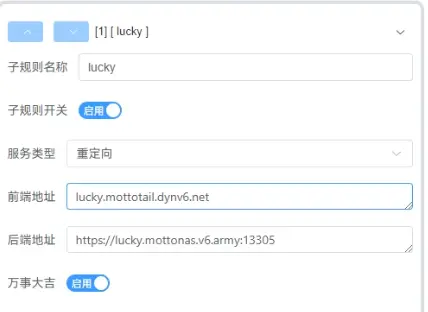 [1] [ lucky ]
子规则名称 lucky
子规则开关 启用
服务类型 重定向
前端地址 lucky.mottotail.dynv6.net
后端地址 https://lucky.mottonas.v6.army:13305
万事大吉 启用